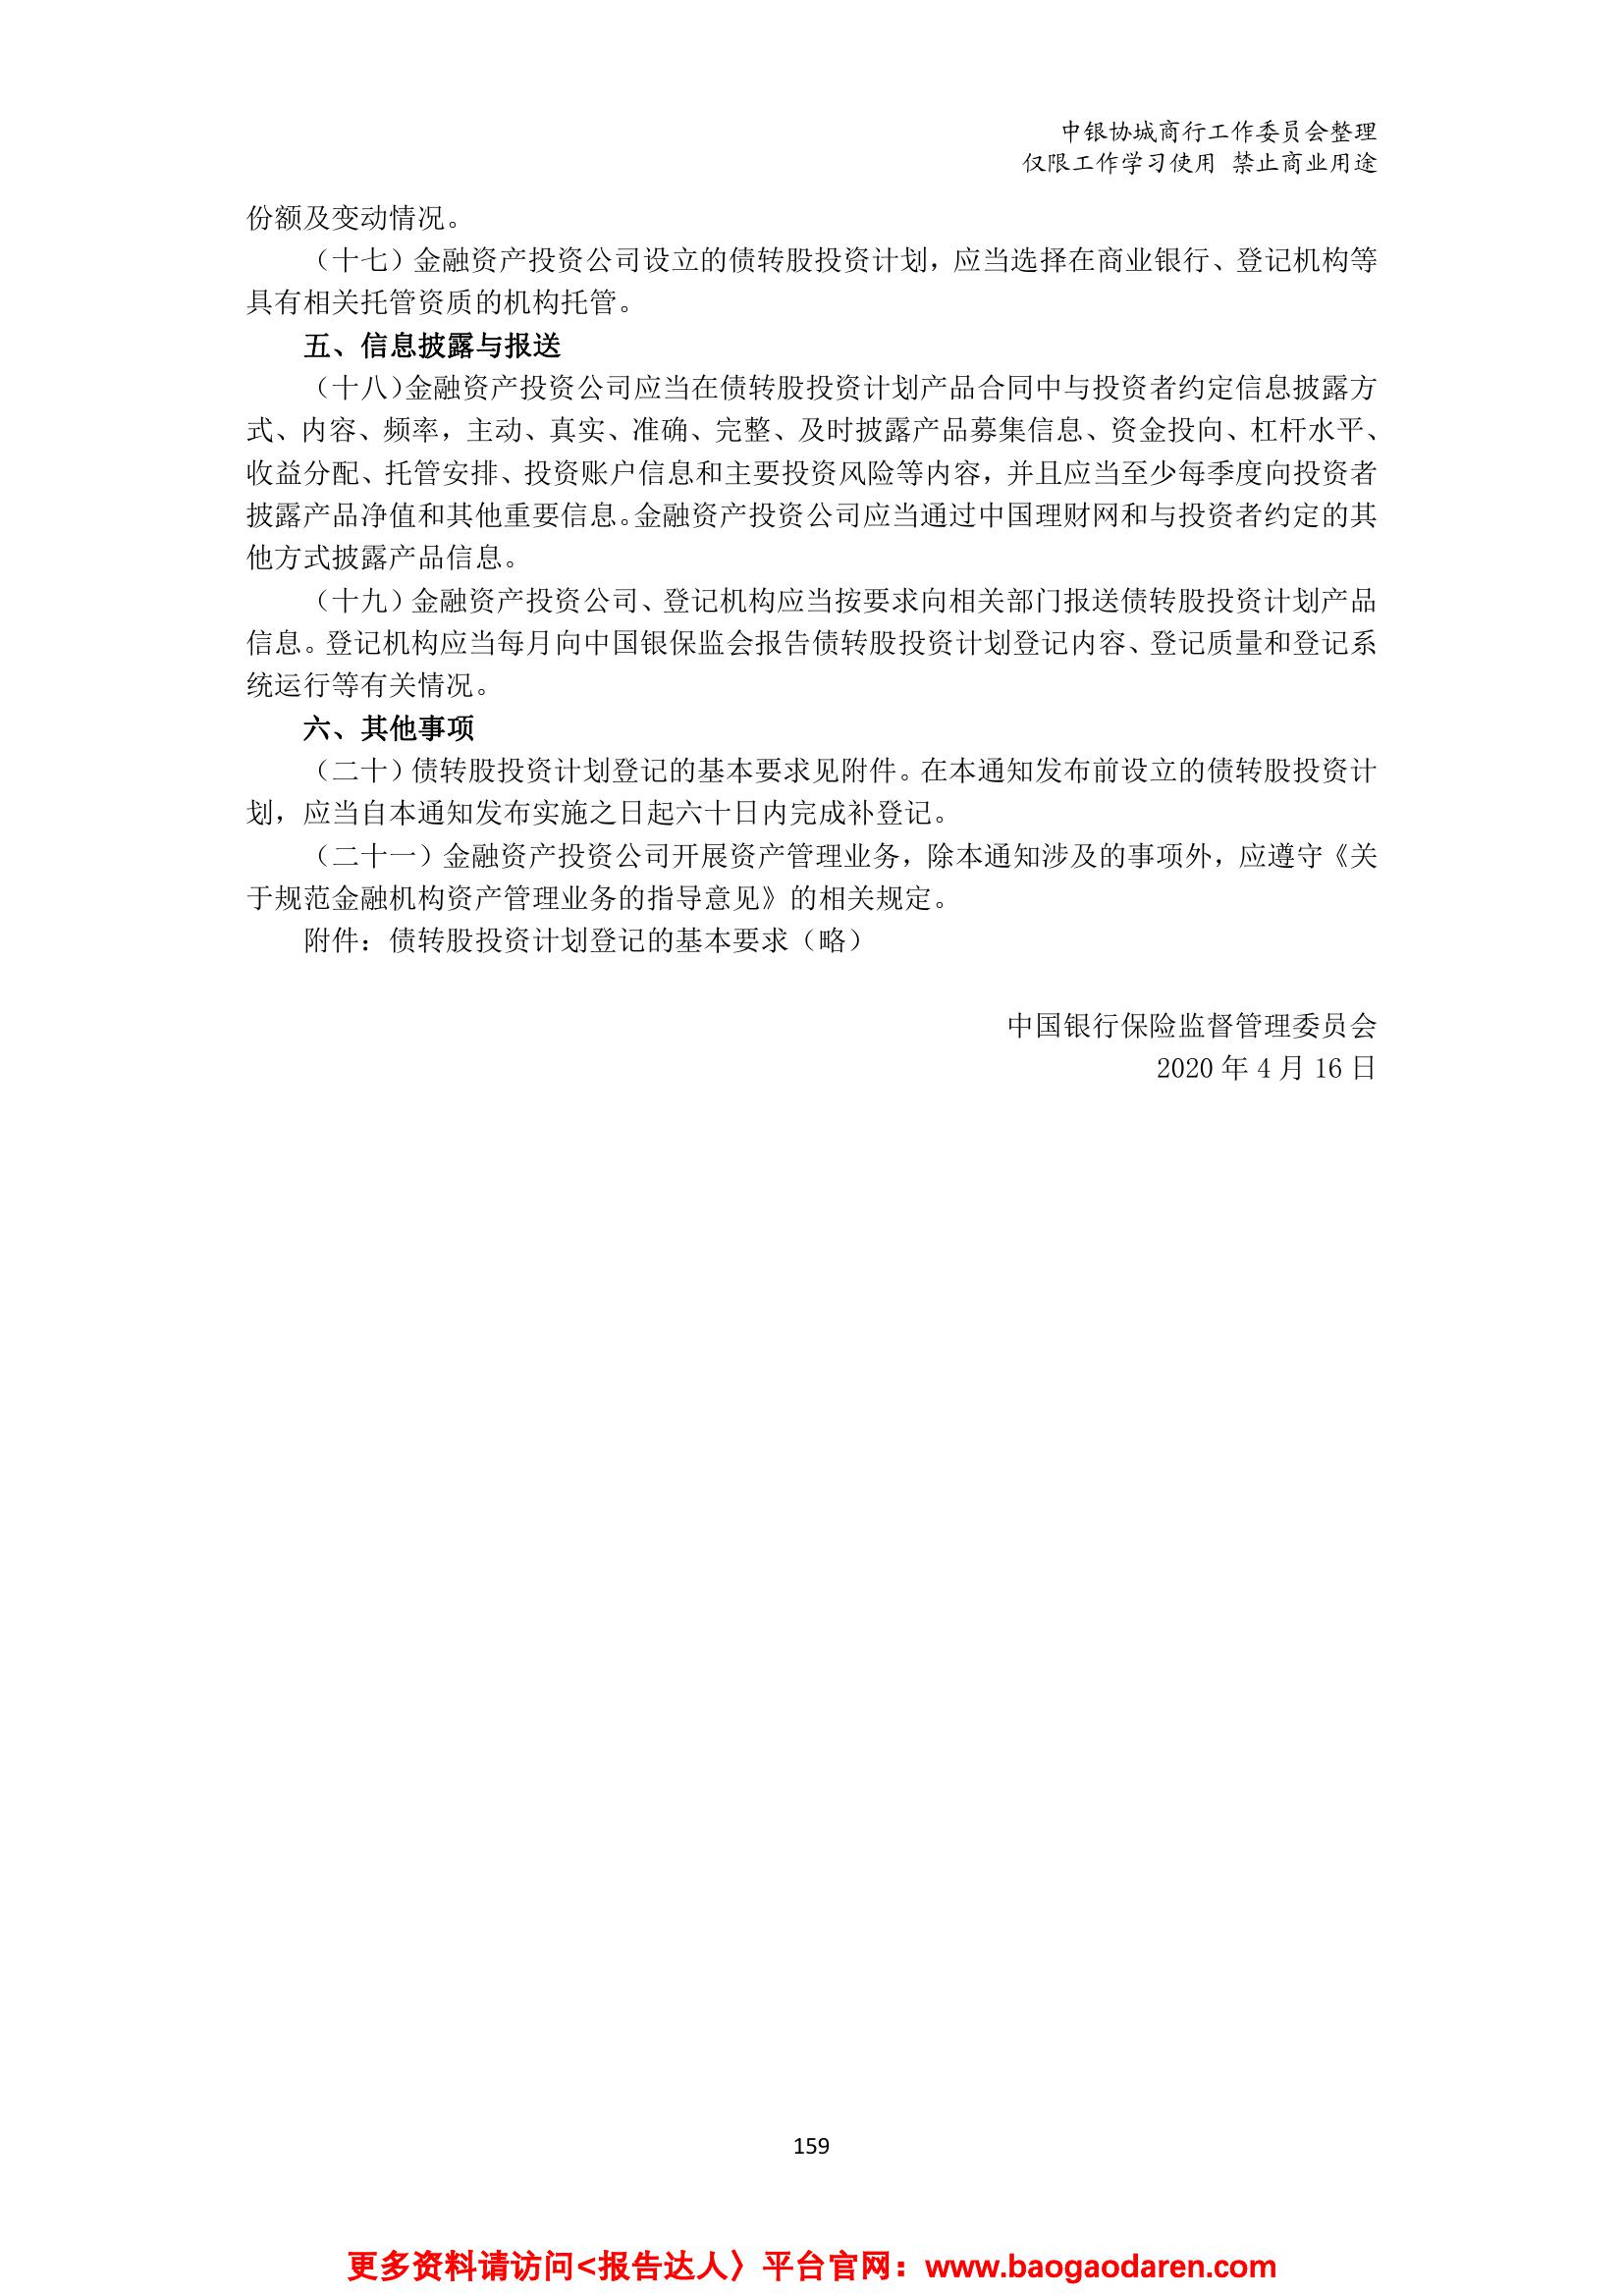 中银协城商行工作委员会整理
仅限工作学习使用 禁止商业用途
份额及变动情况。
（十七）金融资产投资公司设立的债转股投资计划，应当选择在商业银行、登记机构等
具有相关托管资质的机构托管。
五、信息披露与报送
（十八）金融资产投资公司应当在债转股投资计划产品合同中与投资者约定信息披露方
式、内容、频率，主动、真实、准确、完整、及时披露产品募集信息、资金投向、杠杆水平、
收益分配、托管安排、投资账户信息和主要投资风险等内容，并且应当至少每季度向投资者
披露产品净值和其他重要信息。金融资产投资公司应当通过中国理财网和与投资者约定的其
他方式披露产品信息。
（十九）金融资产投资公司、登记机构应当按要求向相关部门报送债转股投资计划产品
信息。登记机构应当每月向中国银保监会报告债转股投资计划登记内容、登记质量和登记系
统运行等有关情况。
六、其他事项
（二十）债转股投资计划登记的基本要求见附件。在本通知发布前设立的债转股投资计
划，应当自本通知发布实施之日起六十日内完成补登记。
（二十一）金融资产投资公司开展资产管理业务，除本通知涉及的事项外，应遵守《关
于规范金融机构资产管理业务的指导意见》的相关规定。
附件：债转股投资计划登记的基本要求（略）
中国银行保险监督管理委员会
2020 年 4 月 16 日
159
更多资料请访问<报告达人〉平台官网：www.baogaodaren.com